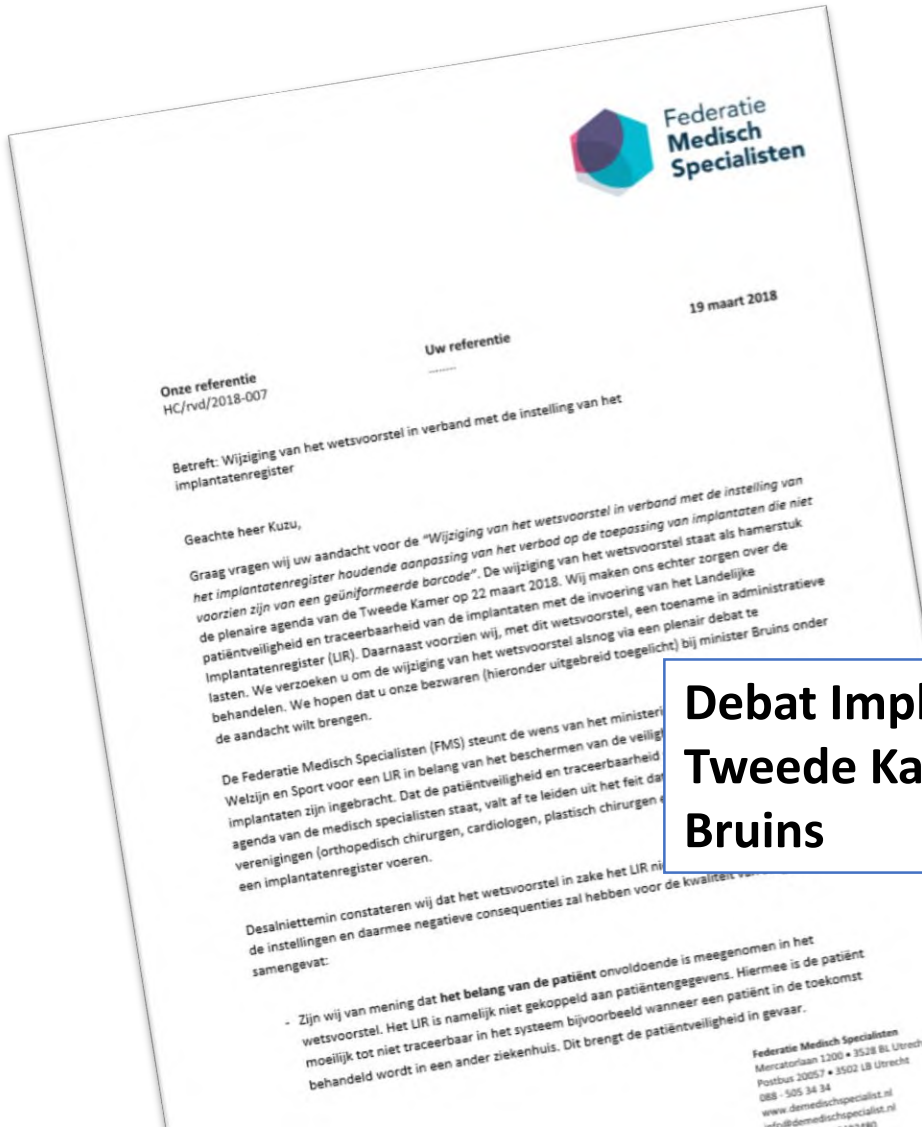 Federatie
Medisch
Specialisten
19 maart 2018
Uw referentie
--------
Onze referentie
HC/rvd/2018-007
Betreft: Wijziging van het wetsvoorstel in verband met de instelling van het
implantatenregister
Geachte heer Kuzu,
Graag vragen wij uw aandacht voor de "Wijziging van het wetsvoorstel in verband met de instelling van
het implantatenregister houdende aanpassing van het verbod op de toepassing van implantaten die niet
voorzien zijn van een geüniformeerde barcode". De wijziging van het wetsvoorstel staat als hamerstuk
de plenaire agenda van de Tweede Kamer op 22 maart 2018. Wij maken ons echter zorgen over de
patiëntveiligheid en traceerbaarheid van de implantaten met de invoering van het Landelijke
Implantatenregister (LIR). Daarnaast voorzien wij, met dit wetsvoorstel, een toename in administratieve
lasten. We verzoeken u om de wijziging van het wetsvoorstel alsnog via een plenair debat te
behandelen. We hopen dat u onze bezwaren (hieronder uitgebreid toegelicht) bij minister Bruins onder
de aandacht wilt brengen.
De Federatie Medisch Specialisten (FMS) steunt de wens van het
Welzijn en Sport voor een LIR in belang van het beschermen van de
implantaten zijn ingebracht. Dat de patiëntveiligheid en traceerbaarheid
agenda van de medisch specialisten staat, valt af te leiden uit het feit
verenigingen (orthopedisch chirurgen, cardiologen, plastisch chirurgen
een implantatenregister voeren.
Debat
Tweede
Bruins
Desalniettemin constateren wij dat het wetsvoorstel in zake het LIR
de instellingen en daarmee negatieve consequenties zal hebben voor de kwaliteit
samengevat:
- Zijn wij van mening dat het belang van de patiënt onvoldoende is meegenomen in het
wetsvoorstel. Het LIR is namelijk niet gekoppeld aan patiëntengegevens. Hiermee is de patiënt
moeilijk tot niet traceerbaar in het systeem bijvoorbeeld wanneer een patiënt in de toekomst
behandeld wordt in een ander ziekenhuis. Dit brengt de patiëntveiligheid in gevaar.
Federatie Medisch Specialisten
Mercatorlaan 1200 • 3528 BL
Postbus 20057 • 3502 LB Utrecht
088 - 505 34 34
www.demedischspecialist.nl
info@demedischspecialist.nl